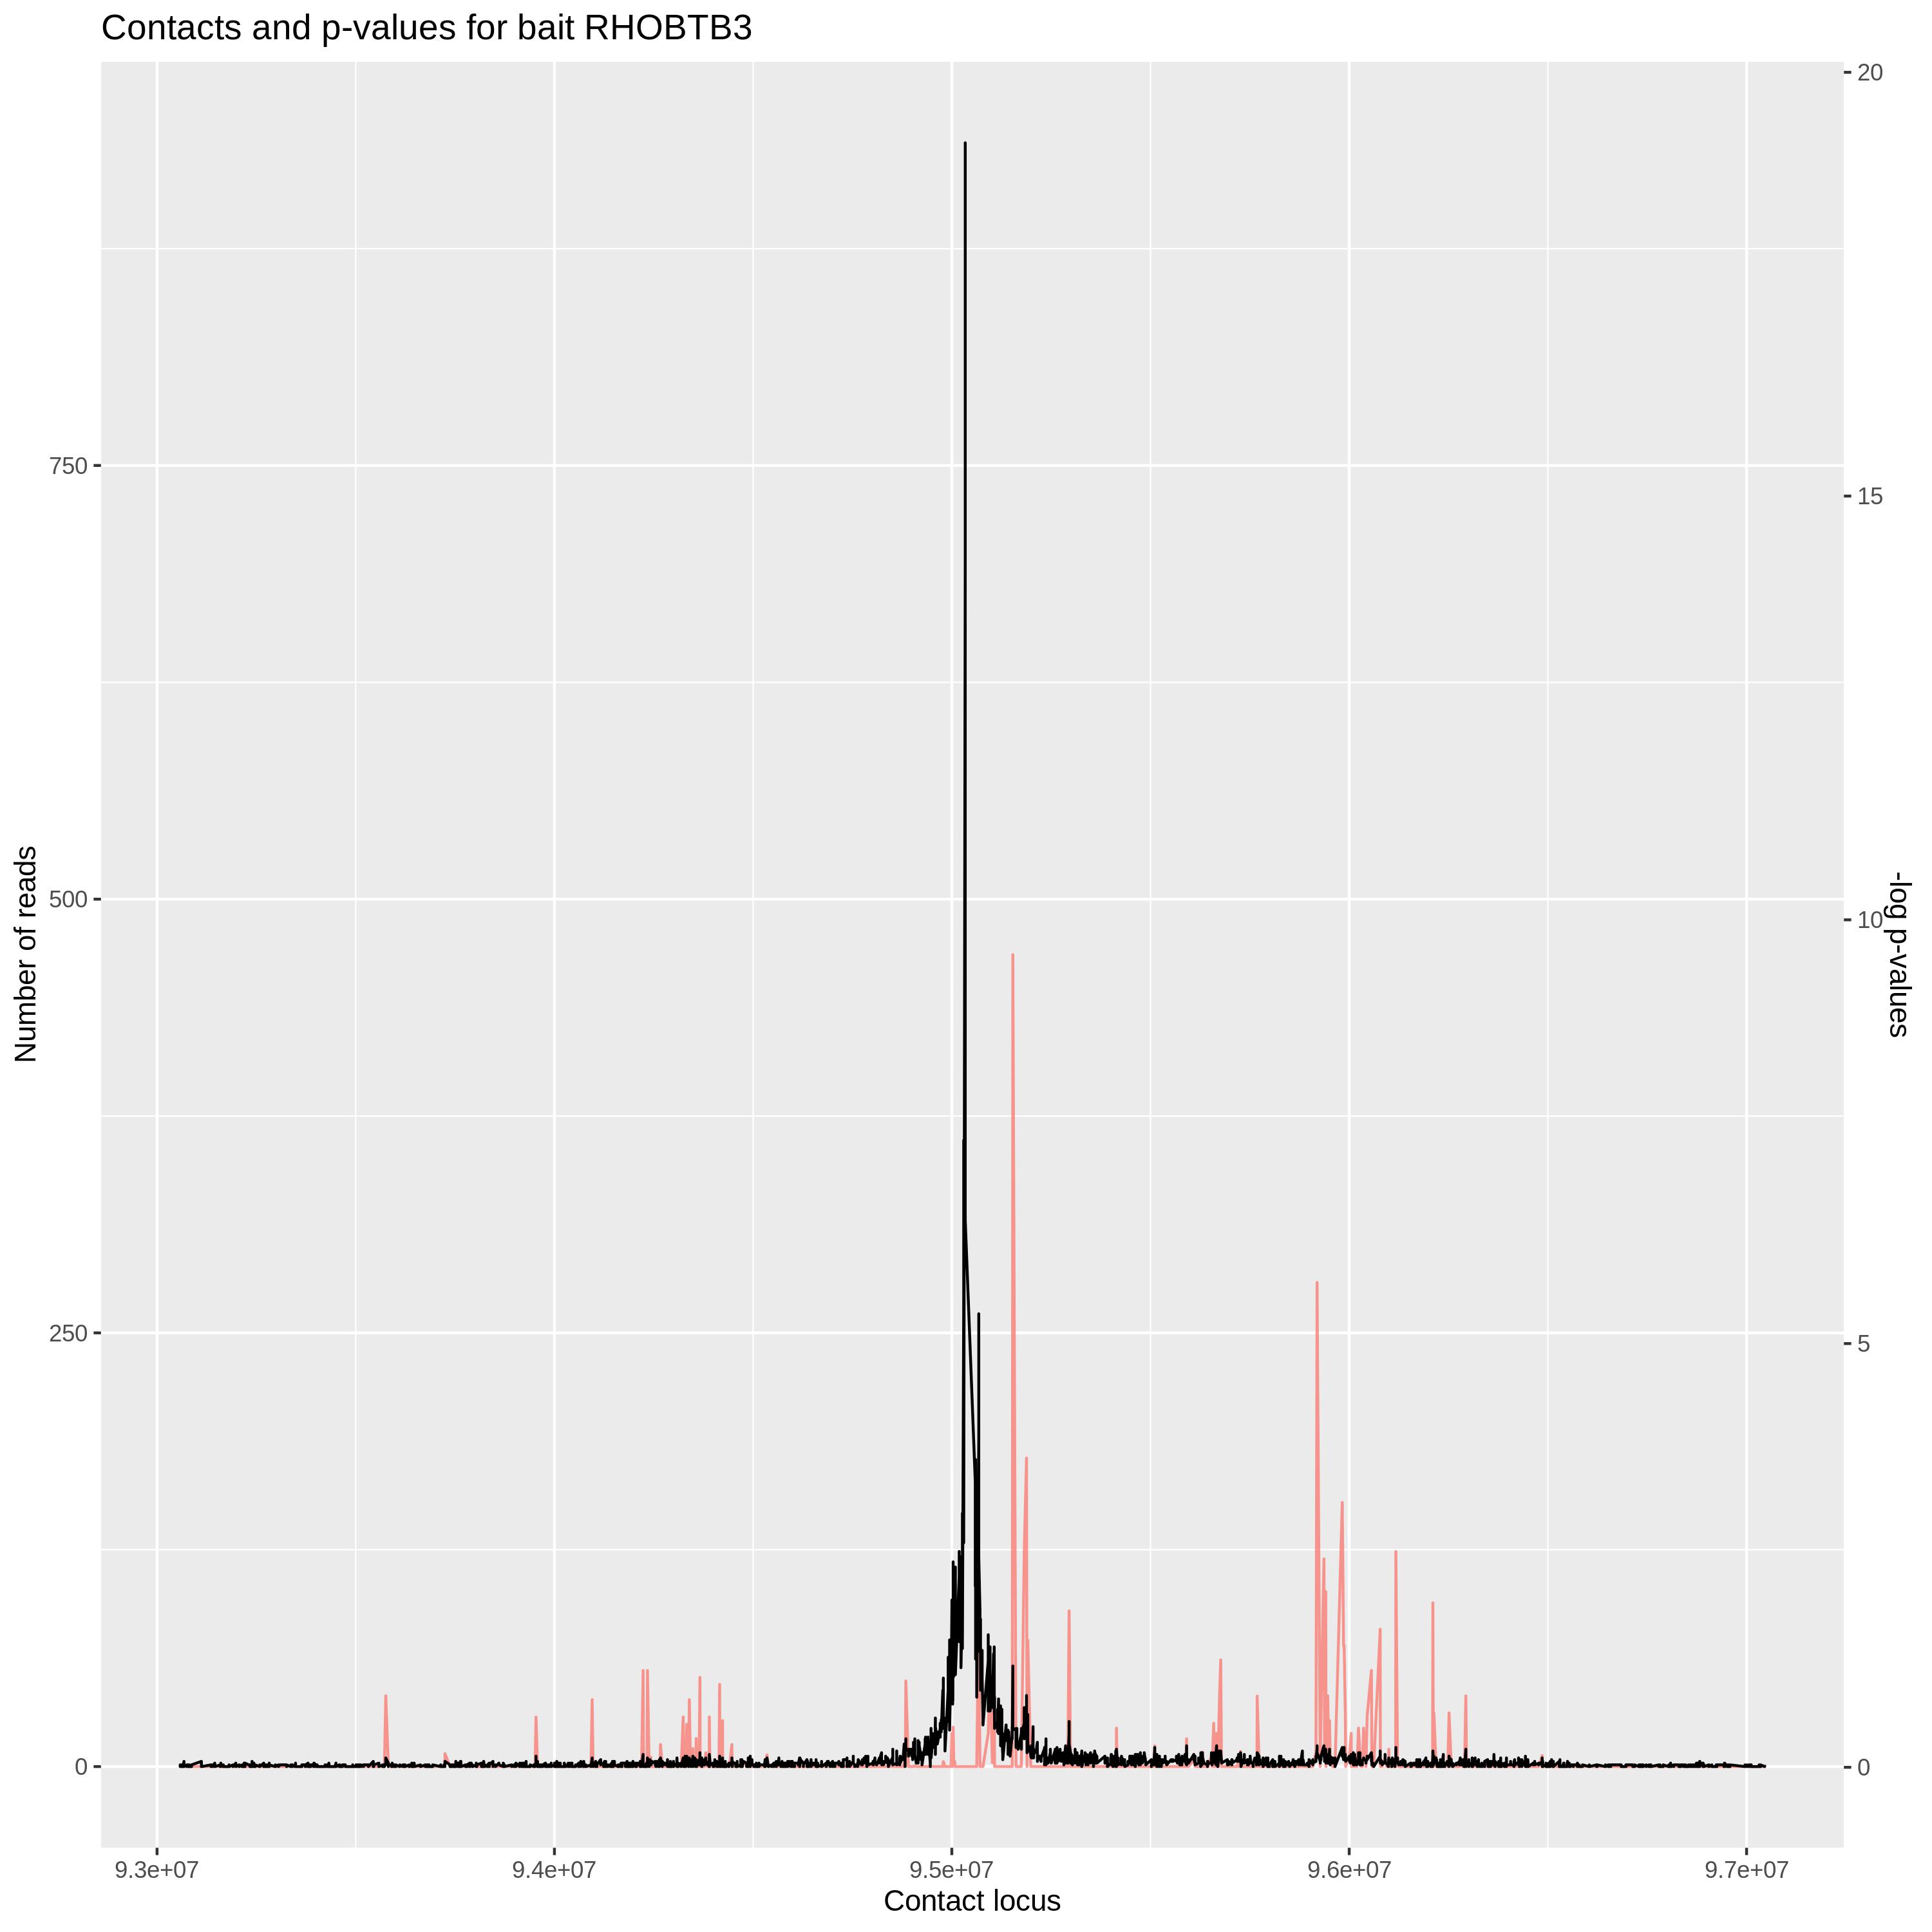 Contacts and p-values for bait RHOBTB3
Number of reads
750
500
250
0
20
15
10
5
0
-log p-values
9.3e+07 9.4e+07 9.5e+07 9.6e+07 9.7e+07
Contact locus